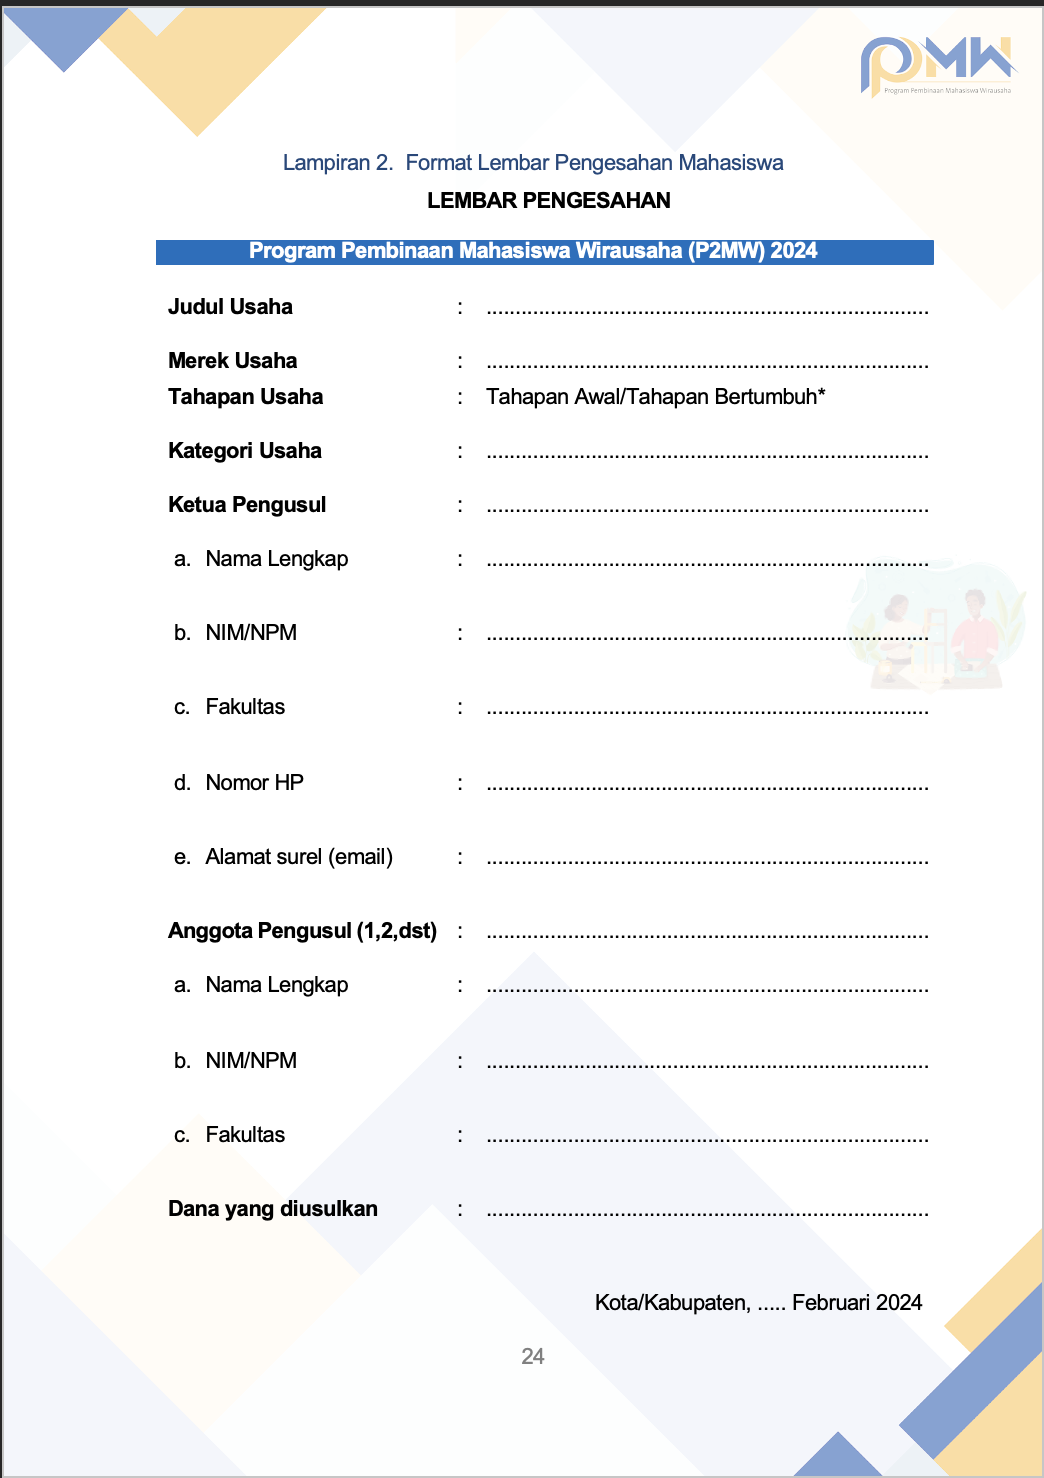 PMW
Program Pembinaan Mahasiswa Wirausaha
Lampiran 2. Format Lembar Pengesahan Mahasiswa
LEMBAR PENGESAHAN
Program Pembinaan Mahasiswa Wirausaha (P2MW) 2024
Judul Usaha : ............................................................................
Merek Usaha : ............................................................................
Tahapan Usaha : Tahapan Awal/Tahapan Bertumbuh*
Kategori Usaha : ............................................................................
Ketua Pengusul : ............................................................................
a. Nama Lengkap : ............................................................................
b. NIM/NPM : ............................................................................
c. Fakultas : ............................................................................
d. Nomor HP : ............................................................................
e. Alamat surel (email) : ............................................................................
Anggota Pengusul (1,2,dst) : ............................................................................
a. Nama Lengkap : ............................................................................
b. NIM/NPM : ............................................................................
c. Fakultas : ............................................................................
Dana yang diusulkan : ............................................................................
Kota/Kabupaten, ..... Februari 2024
24